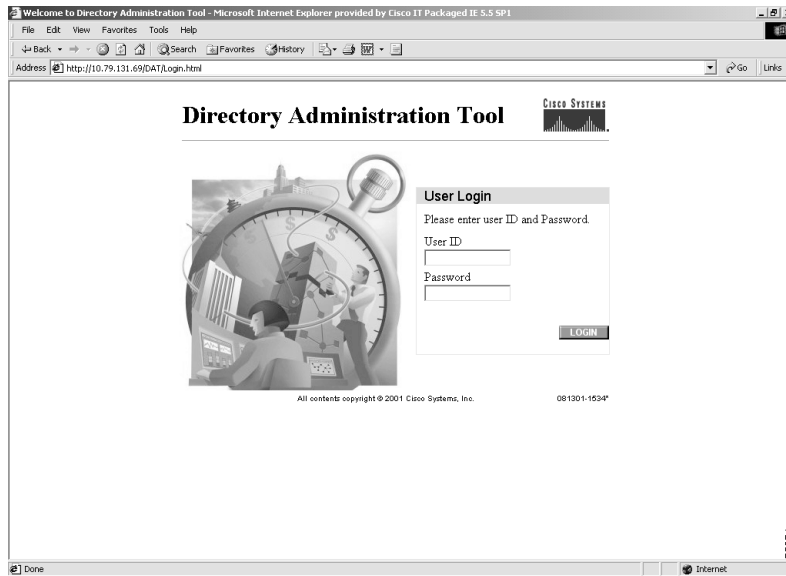 Welcome to Directory Administration Tool - Microsoft Internet Explorer provided by Cisco IT Packaged IE 5.5 SP1
File Edit View Favorites Tools Help
Back Search Favorites History
Address http://10.79.131.69/DAT/Login.html Go Links
Directory Administration Tool
CISCO SYSTEMS
User Login
Please enter user ID and Password.
User ID
Password
LOGIN
All contents copyright © 2001 Cisco Systems, Inc. 081301-1534*
Done Internet